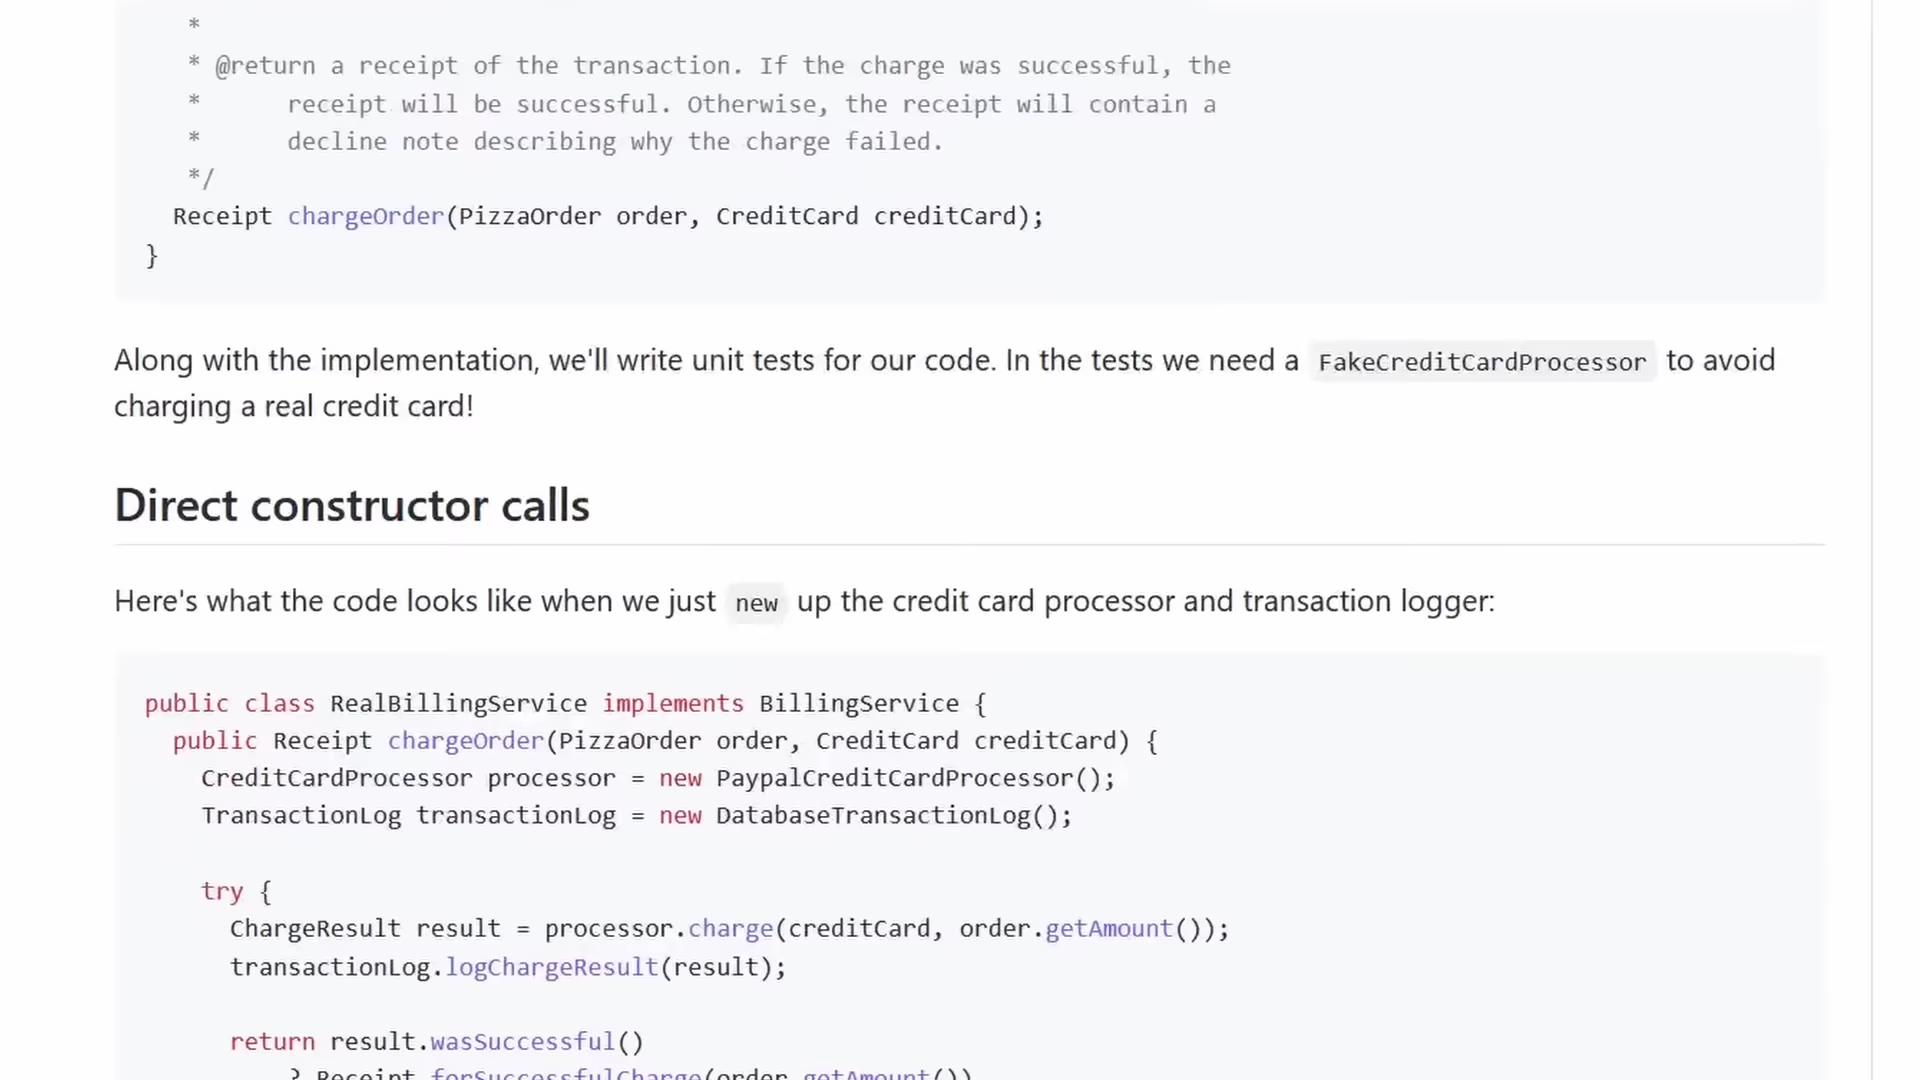 *
* @return a receipt of the transaction. If the charge was successful, the
*      receipt will be successful. Otherwise, the receipt will contain a
*      decline note describing why the charge failed.
*/
Receipt chargeOrder(PizzaOrder order, CreditCard creditCard);
}
Along with the implementation, we'll write unit tests for our code. In the tests we need a FakeCreditCardProcessor to avoid
charging a real credit card!
Direct constructor calls
Here's what the code looks like when we just new up the credit card processor and transaction logger:
public class RealBillingService implements BillingService {
public Receipt chargeOrder(PizzaOrder order, CreditCard creditCard) {
CreditCardProcessor processor = new PaypalCreditCardProcessor();
TransactionLog transactionLog = new DatabaseTransactionLog();
try {
ChargeResult result = processor.charge(creditCard, order.getAmount());
transactionLog.logChargeResult(result);
return result.wasSuccessful()
? Receipt.forSuccessfulCharge(order.getAmount())